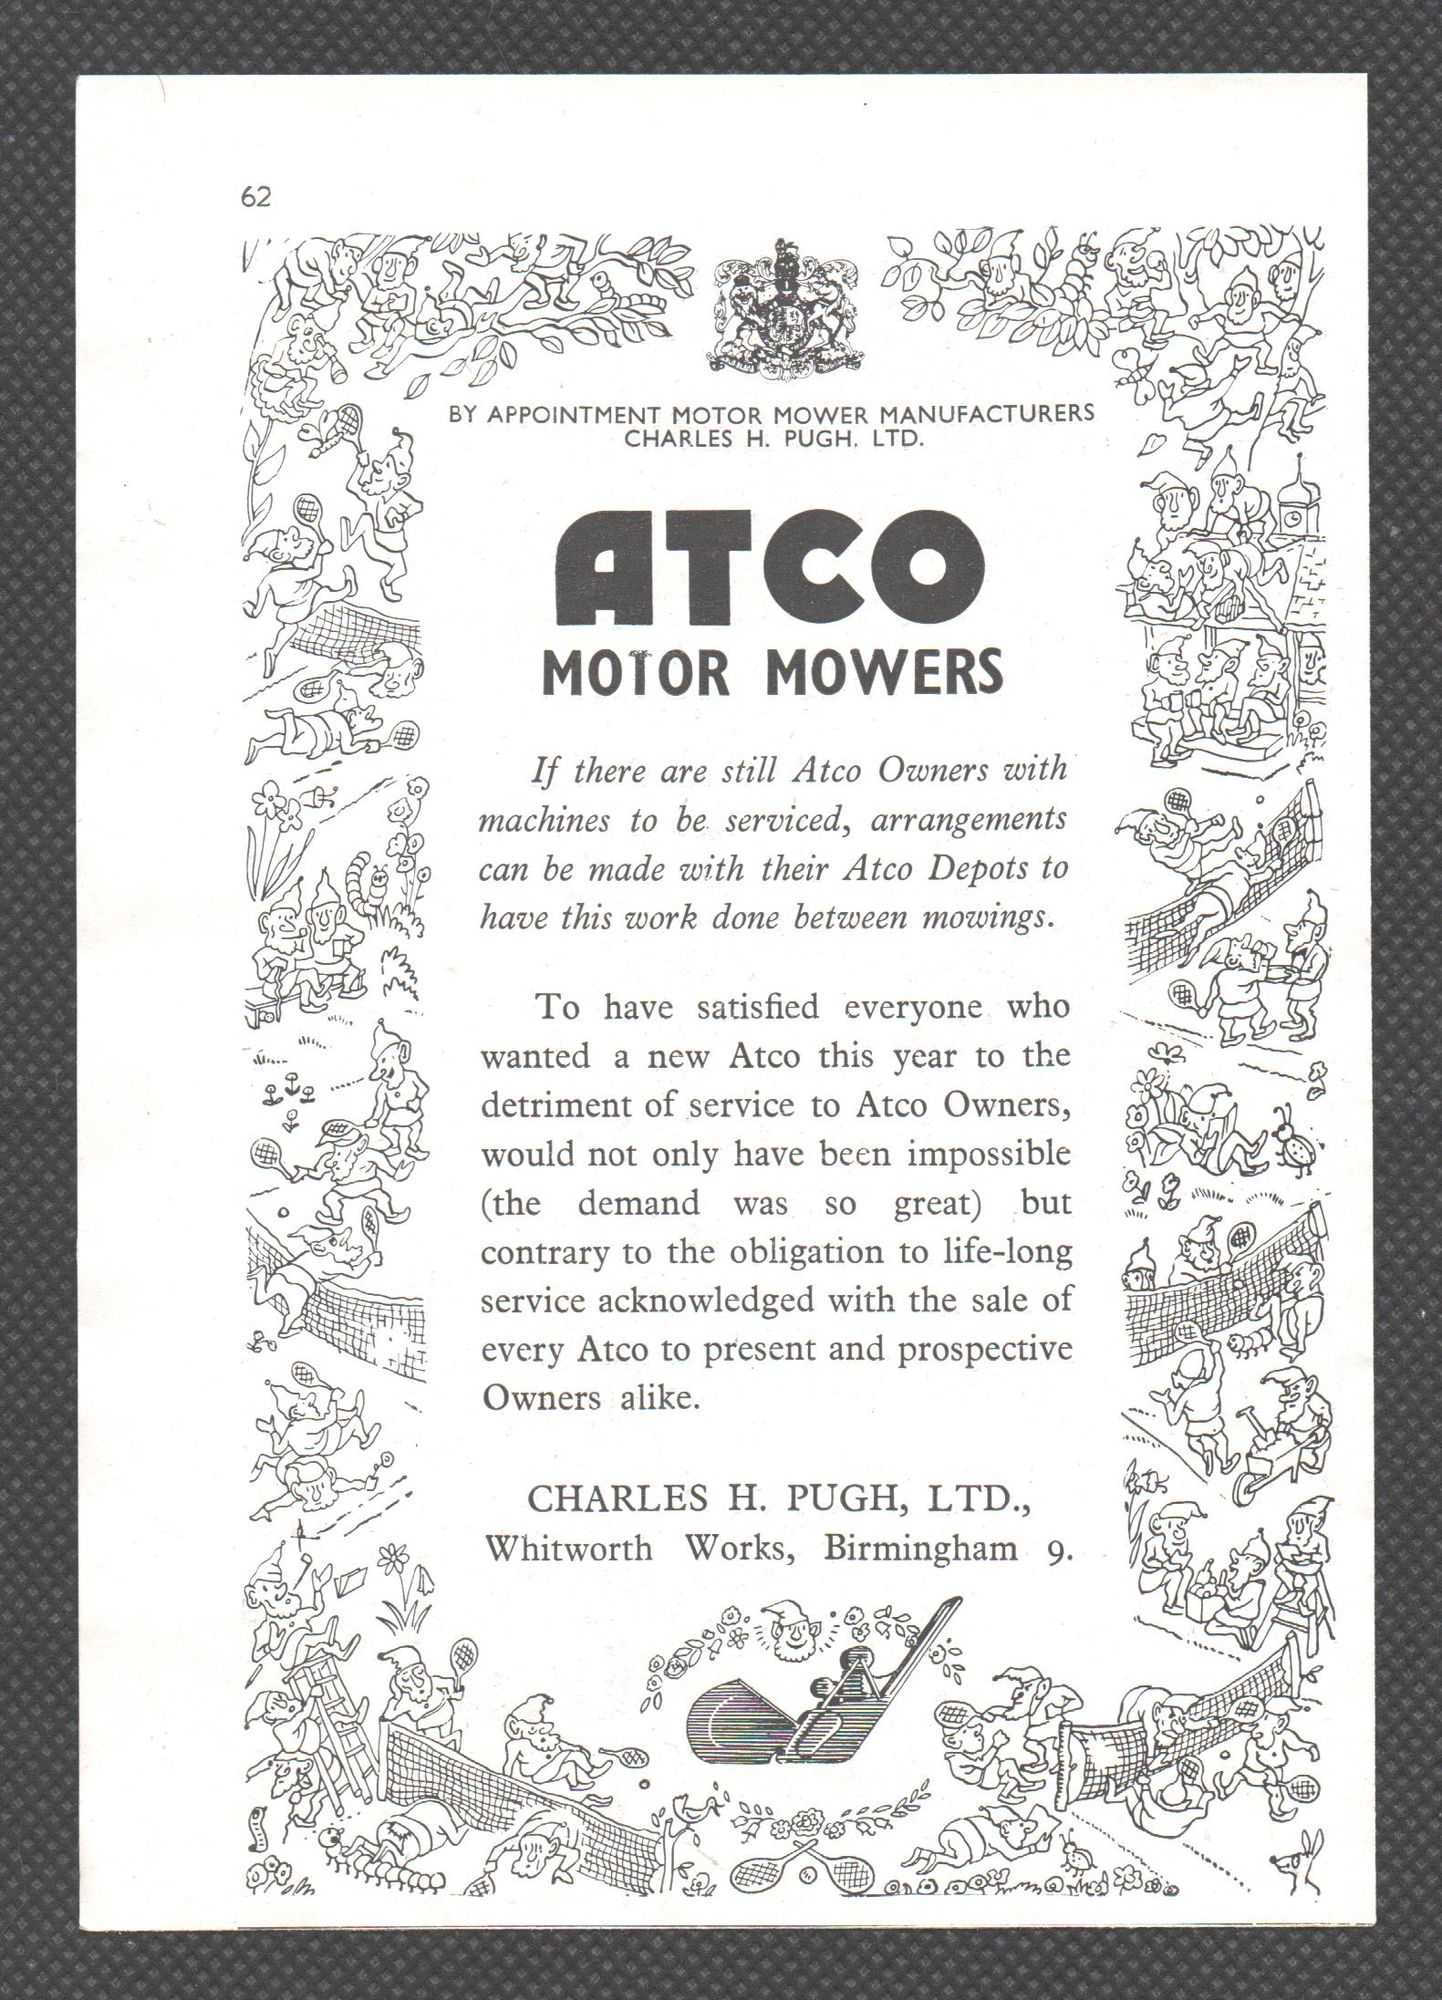 62
BY APPOINTMENT MOTOR MOWER MANUFACTURERS
CHARLES H. PUGH. LTD.
ATCO
MOTOR MOWERS
If there are still Atco Owners with
machines to be serviced, arrangements
can be made with their Atco Depots to
have this work done between mowings.
To have satisfied everyone who
wanted a new Atco this year to the
detriment of service to Atco Owners,
would not only have been impossible
(the demand was so great) but
contrary to the obligation to life-long
service acknowledged with the sale of
every Atco to present and prospective
Owners alike.
CHARLES H. PUGH, LTD.,
Whitworth Works, Birmingham 9.